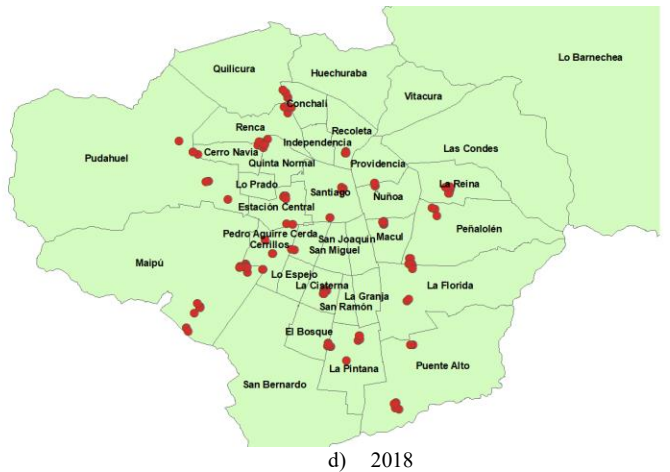 Lo Barnechea
Quilicura
Huechuraba
Vitacura
Conchalí
Renca
Recoleta
Independencia
Las Condes
Cerro Navia
Pudahuel
Quinta Normal
Providencia
Lo Prado
La Reina
Santiago
Ñuñoa
Estación Central
Peñalolén
Pedro Aguirre Cerda
San Joaquín
Macul
Cerrillos
San Miguel
Maipú
Lo Espejo
La Cisterna
La Florida
La Granja
San Ramón
El Bosque
Puente Alto
La Pintana
San Bernardo
d) 2018